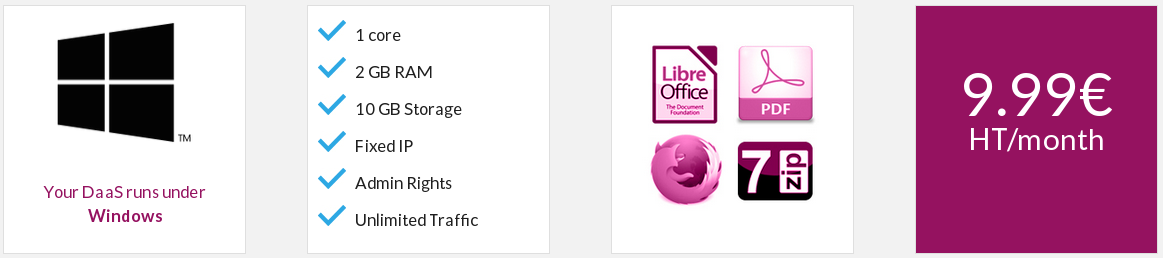 TM
Your DaaS runs under
Windows
1 core
2 GB RAM
10 GB Storage
Fixed IP
Admin Rights
Unlimited Traffic
Libre
Office
The Document
Foundation
PDF
7 zip
9.99€
HT/month